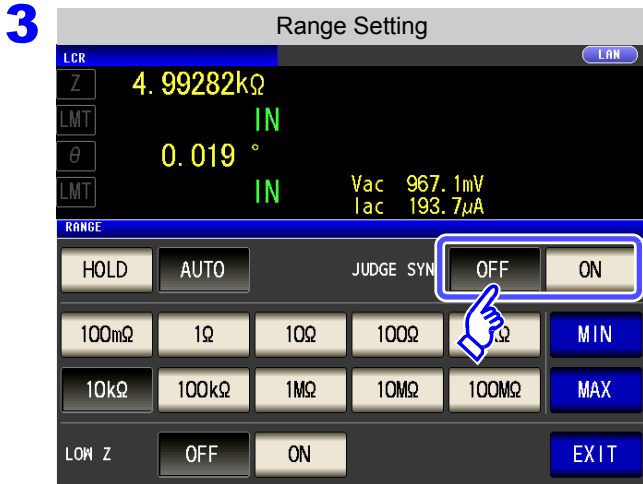 3
Range Setting
LCR
LAN
Z 4.99282kΩ
LMT IN
θ 0.019 °
LMT IN
Vac 967.1mV
Iac 193.7μA
RANGE
HOLD AUTO JUDGE SYN OFF ON
100mΩ 1Ω 10Ω 100Ω MIN
10kΩ 100kΩ 1MΩ 10MΩ 100MΩ MAX
LOW Z OFF ON EXIT